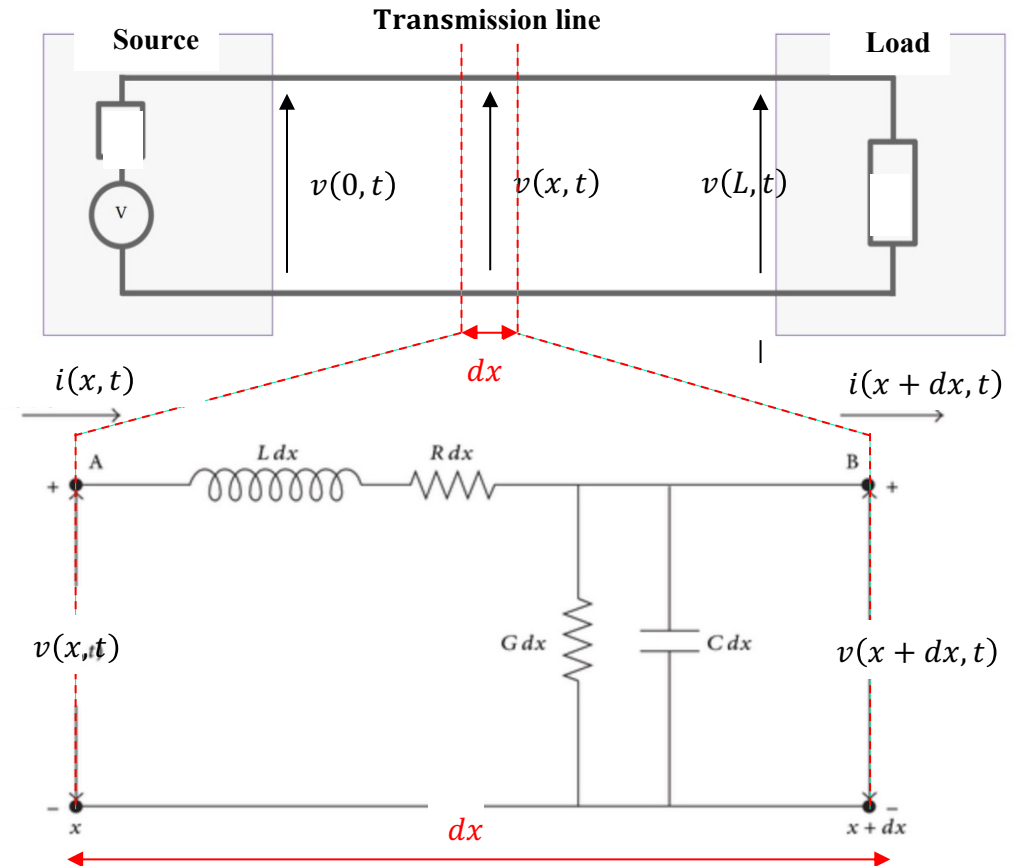 Transmission line
Source
Load
V
v(0, t)
v(x, t)
v(L, t)
dx
i(x, t)
i(x + dx, t)
A
L dx
R dx
B
+
+
G dx
C dx
v(x, t)
v(x + dx, t)
−
−
x
dx
x + dx